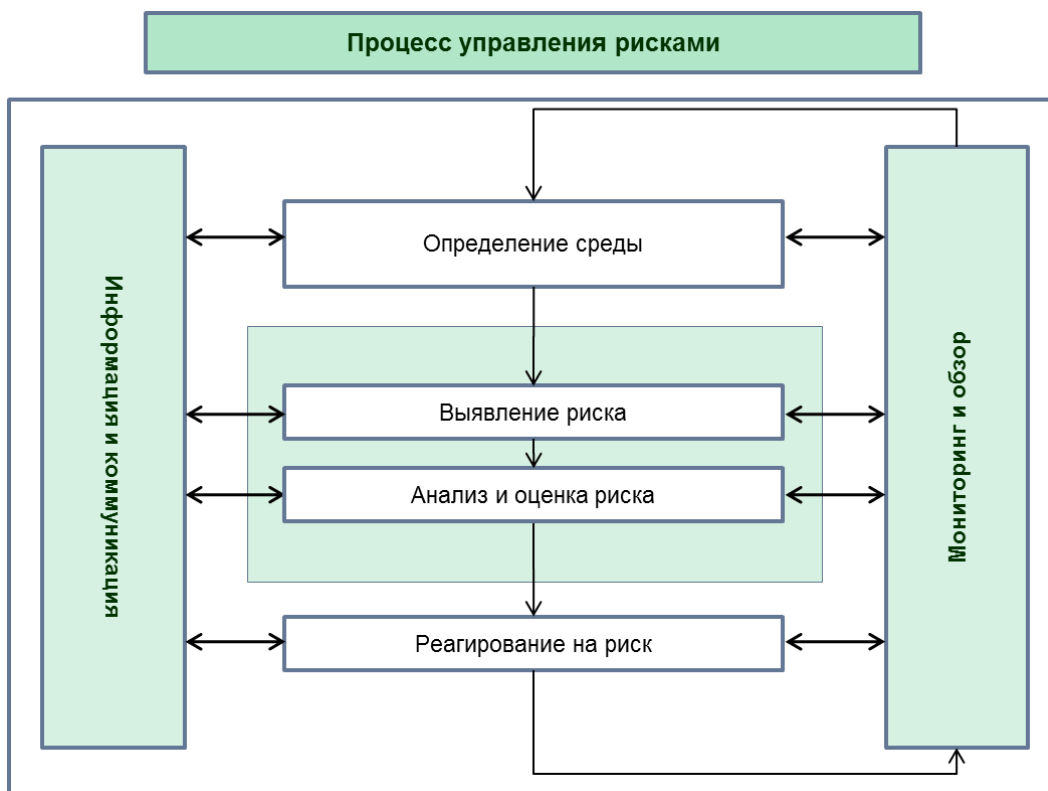 Процесс управления рисками
Информация и коммуникация
Определение среды
Выявление риска
Анализ и оценка риска
Реагирование на риск
Мониторинг и обзор